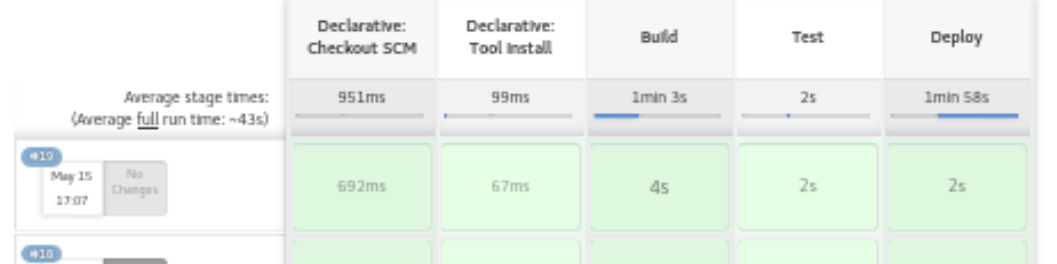 Declarative:
Checkout SCM
Declarative:
Tool Install
Build
Test
Deploy
Average stage times:
(Average full run time: ~43s)
951ms
99ms
1min 3s
2s
1min 58s
#19
May 15
17:07
No
Changes
692ms
67ms
4s
2s
2s
#18